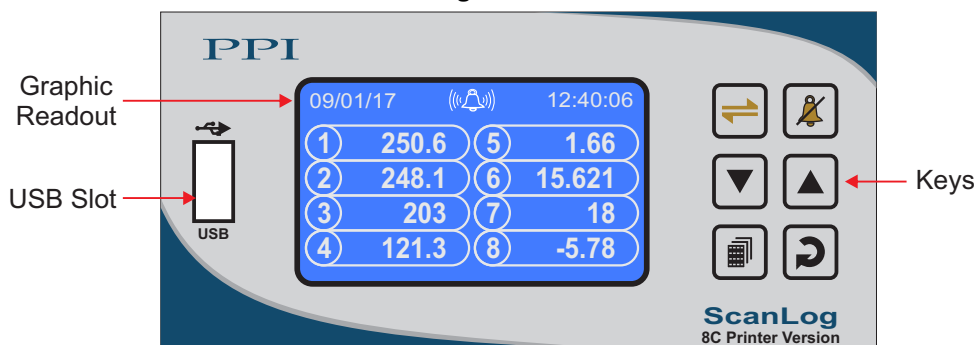 PPI
Graphic
Readout
09/01/17 12:40:06
1 250.6 5 1.66
2 248.1 6 15.621
3 203 7 18
4 121.3 8 -5.78
USB Slot
USB
Keys
ScanLog
8C Printer Version